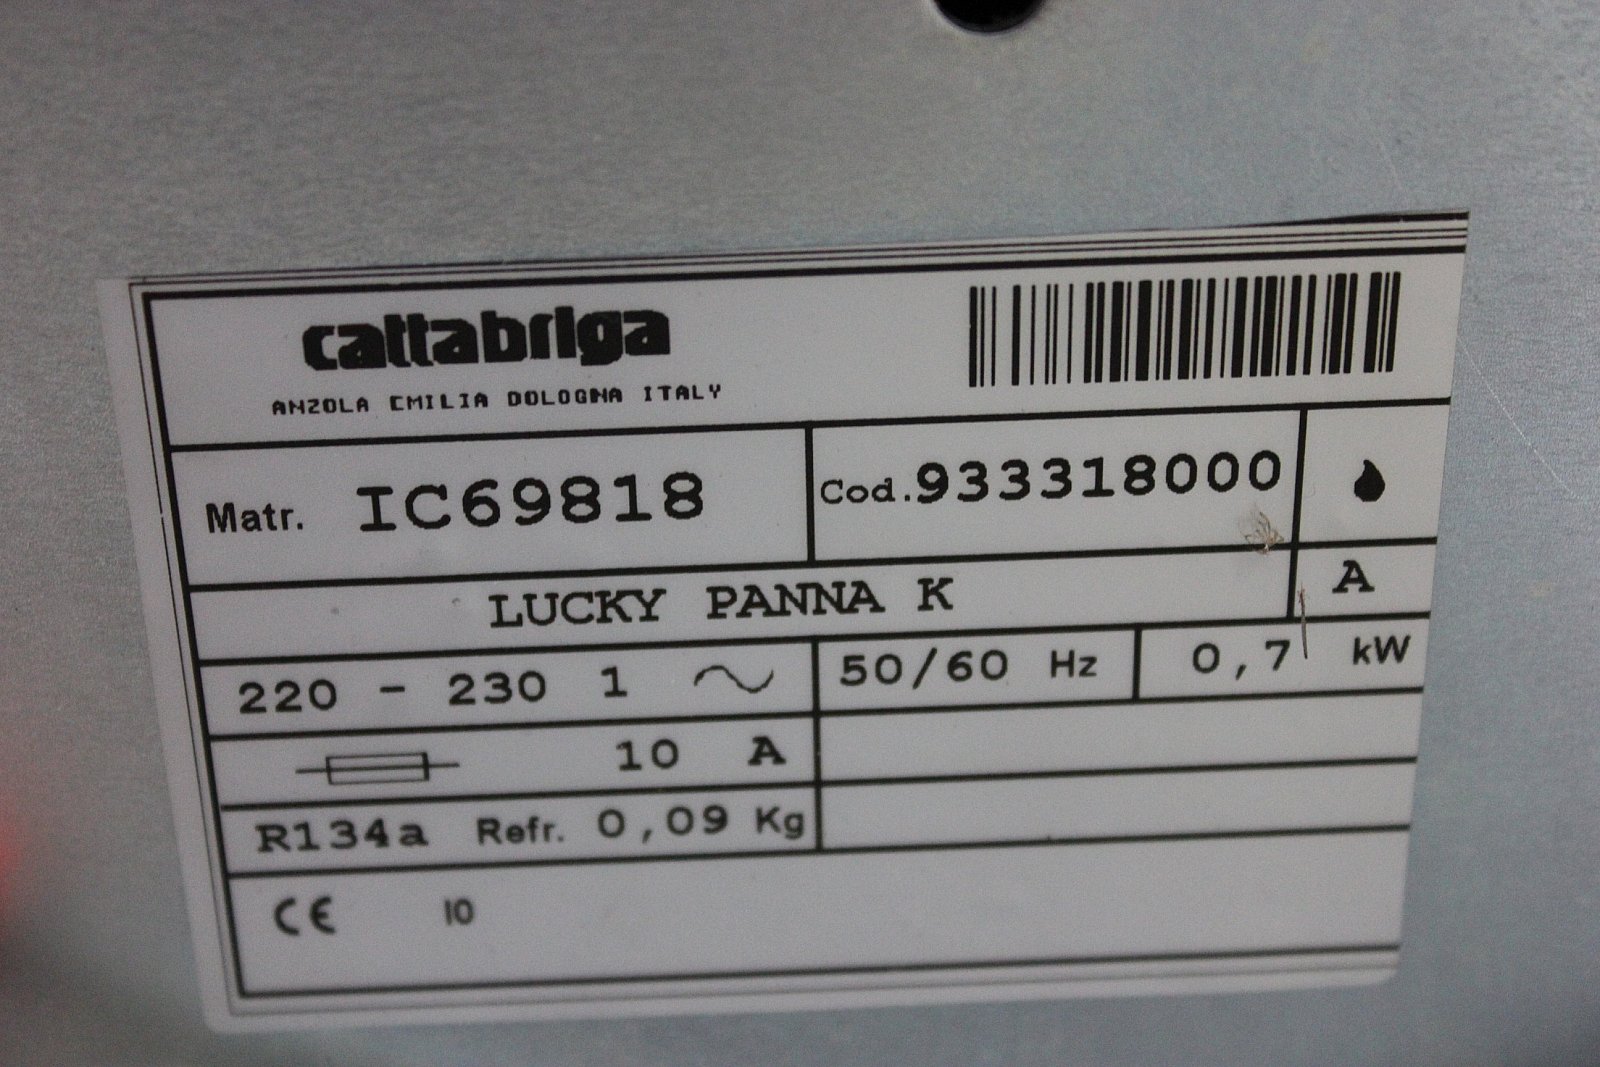 cattabriga
ANZOLA EMILIA BOLOGNA ITALY
Matr. IC69818 Cod.933318000
LUCKY PANNA K A
220 - 230 1 50/60 Hz 0,7 kW
10 A
R134a Refr. 0,09 Kg
CE 10